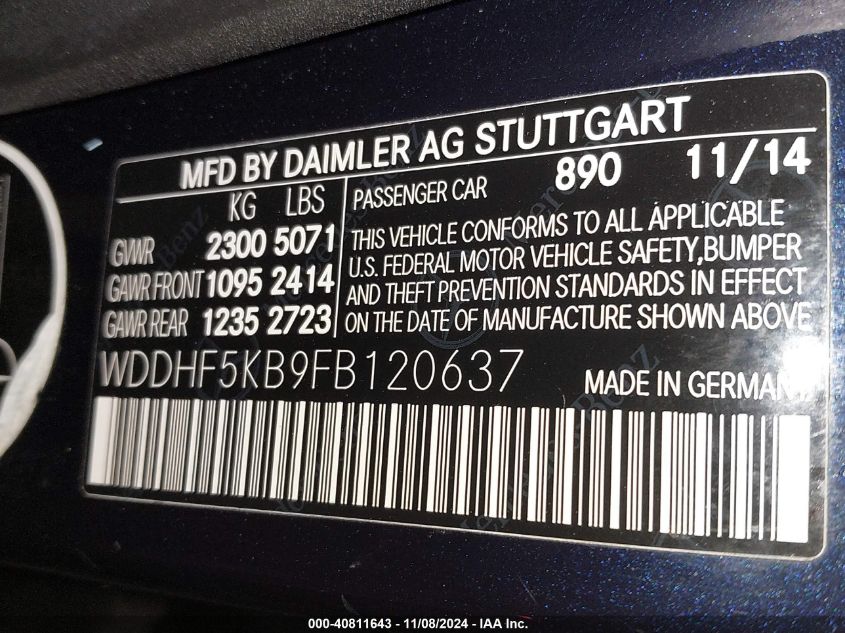 MFD BY DAIMLER AG STUTTGART
KG LBS
GVWR 2300 5071
GAWR FRONT 1095 2414
GAWR REAR 1235 2723
PASSENGER CAR 890 11/14
THIS VEHICLE CONFORMS TO ALL APPLICABLE
U.S. FEDERAL MOTOR VEHICLE SAFETY, BUMPER
AND THEFT PREVENTION STANDARDS IN EFFECT
ON THE DATE OF MANUFACTURE SHOWN ABOVE
WDDHF5KB9FB120637
MADE IN GERMANY
000-40811643 - 11/08/2024 - IAA Inc.